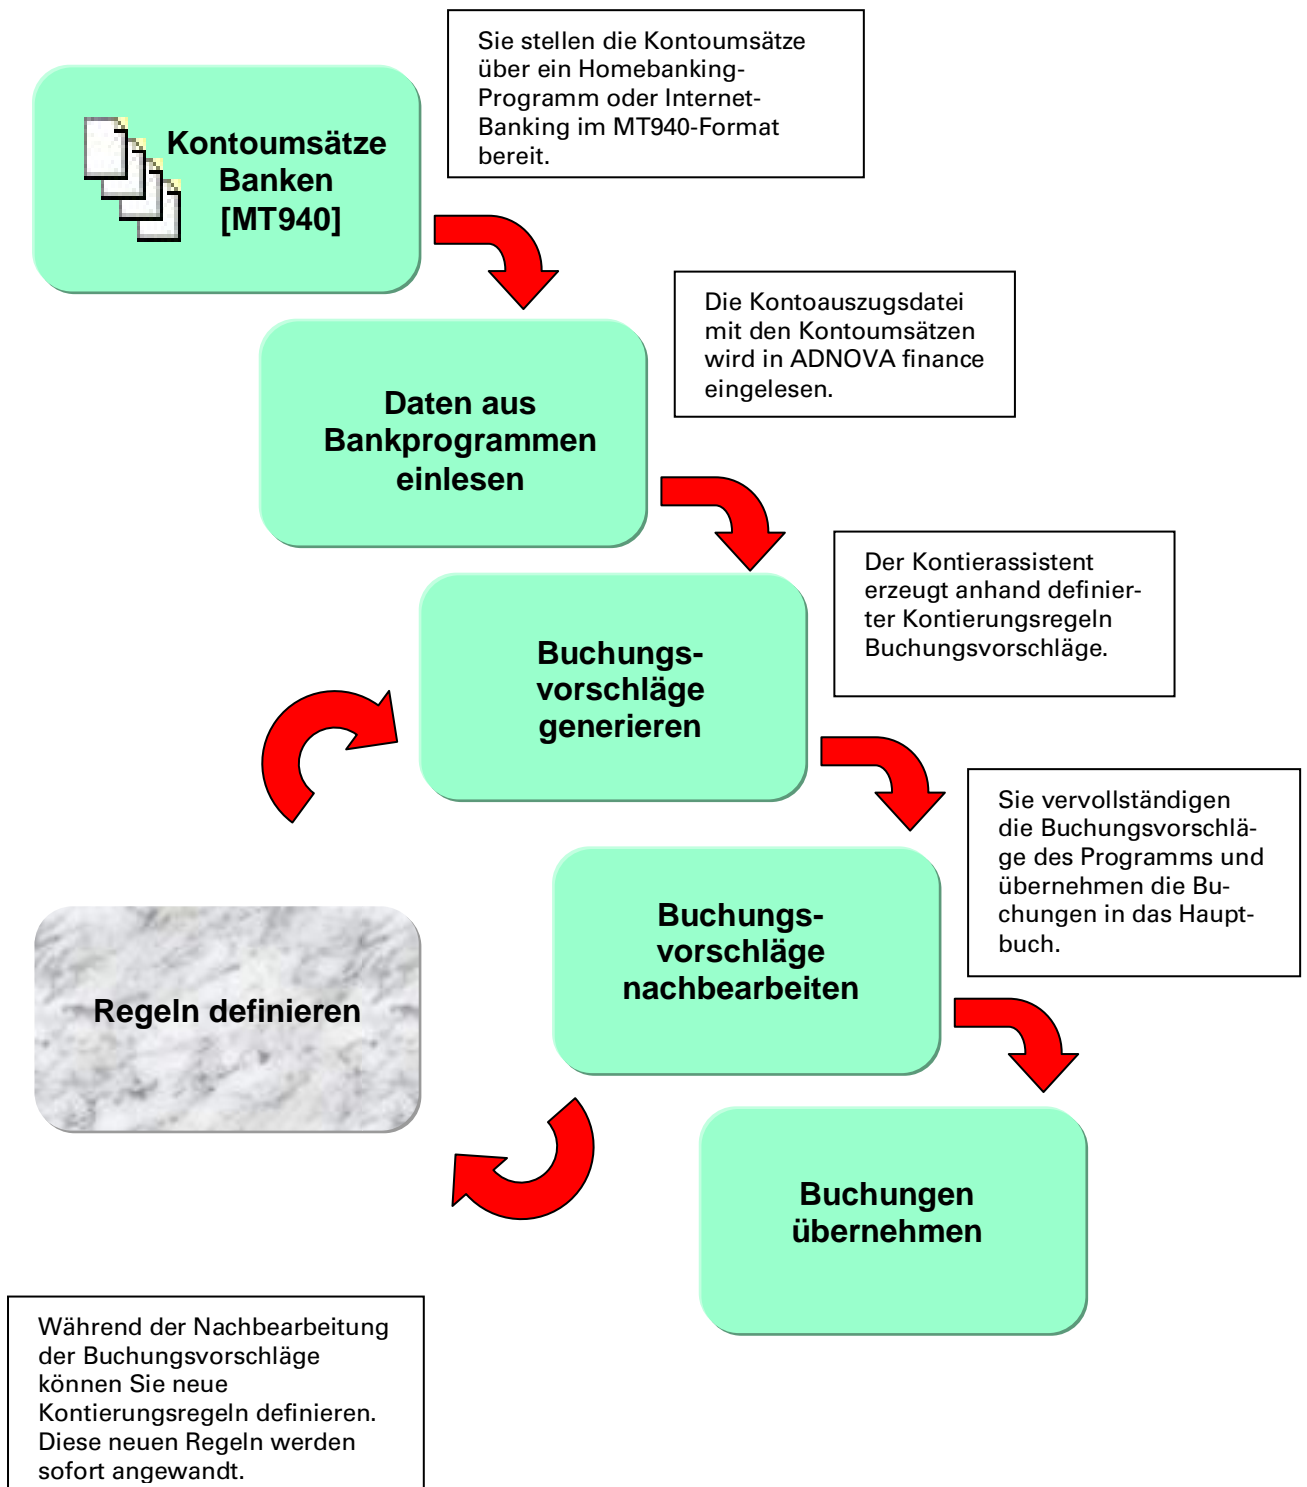 Sie stellen die Kontoumsätze
über ein Homebanking-
Programm oder Internet-
Banking im MT940-Format
bereit.
Kontoumsätze
Banken
[MT940]
Die Kontoauszugsdatei
mit den Kontoumsätzen
wird in ADNOVA finance
eingelesen.
Daten aus
Bankprogrammen
einlesen
Der Kontierassistent
erzeugt anhand definier-
ter Kontierungsregeln
Buchungsvorschläge.
Buchungs-
vorschläge
generieren
Sie vervollständigen
die Buchungsvorschlä-
ge des Programms und
übernehmen die Bu-
chungen in das Haupt-
buch.
Buchungs-
vorschläge
nachbearbeiten
Regeln definieren
Buchungen
übernehmen
Während der Nachbearbeitung
der Buchungsvorschläge
können Sie neue
Kontierungsregeln definieren.
Diese neuen Regeln werden
sofort angewandt.